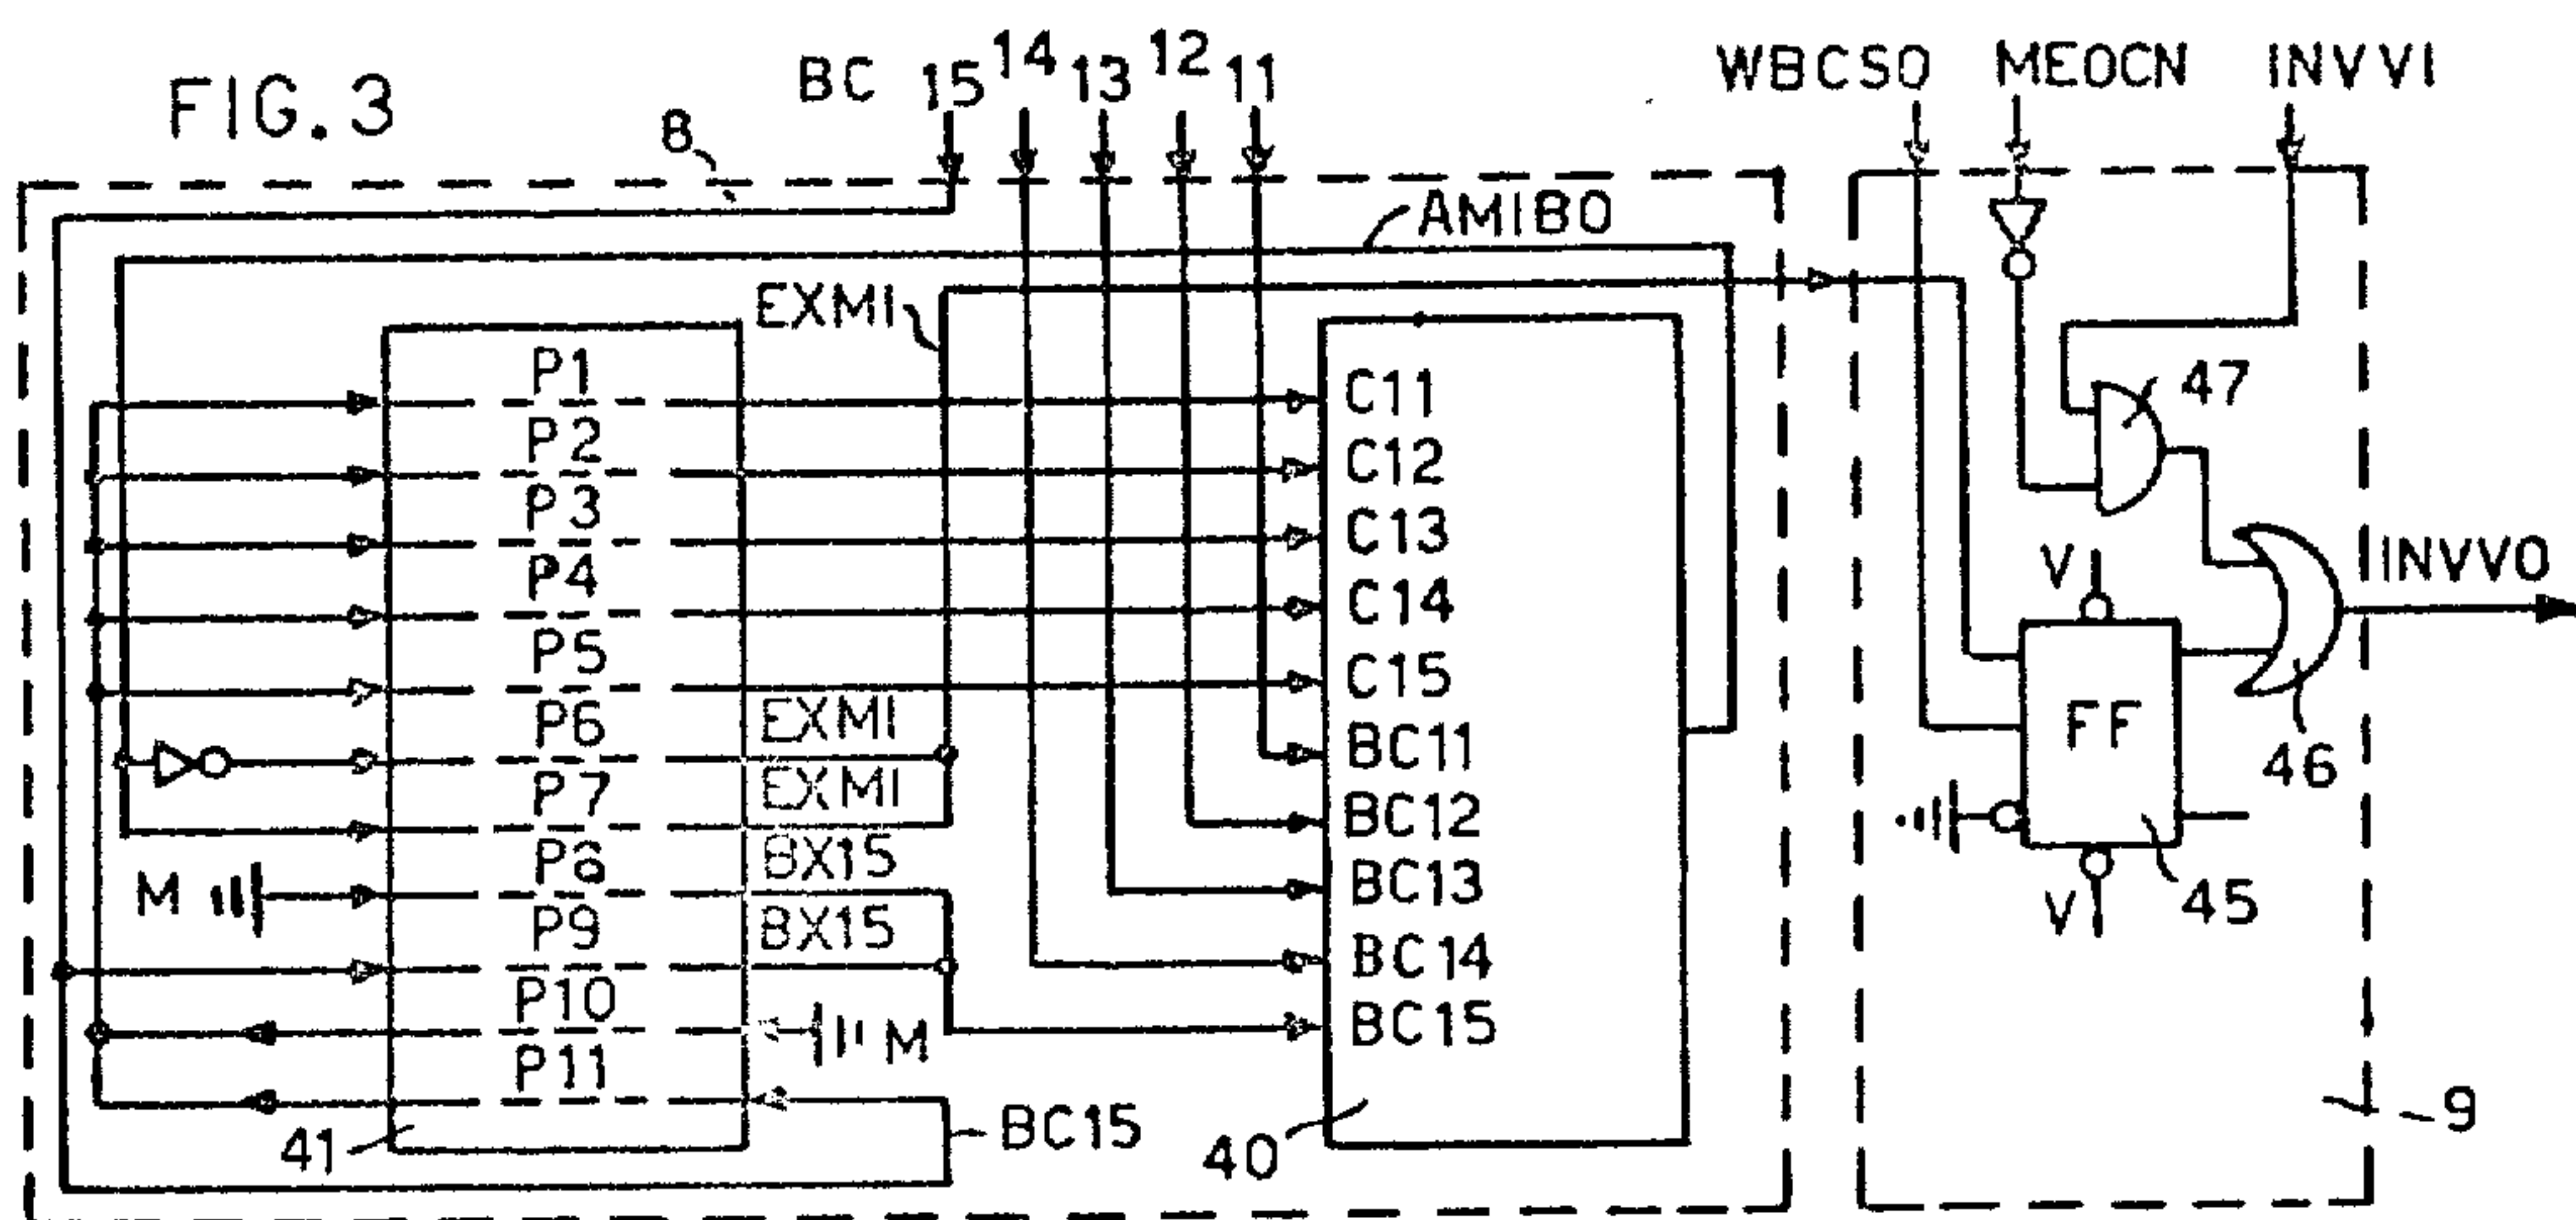 FIG. 3
BC 15 14 13 12 11
WBCSO MEOCN INVVI
8
AMIBO
EXMI
P1
P2
P3
P4
P5
P6
P7
P8
P9
P10
P11
EXMI
EXMI
BX15
BX15
M
M
BC15
41
C11
C12
C13
C14
C15
BC11
BC12
BC13
BC14
BC15
40
47
V
FF
V
45
46
INVVO
9